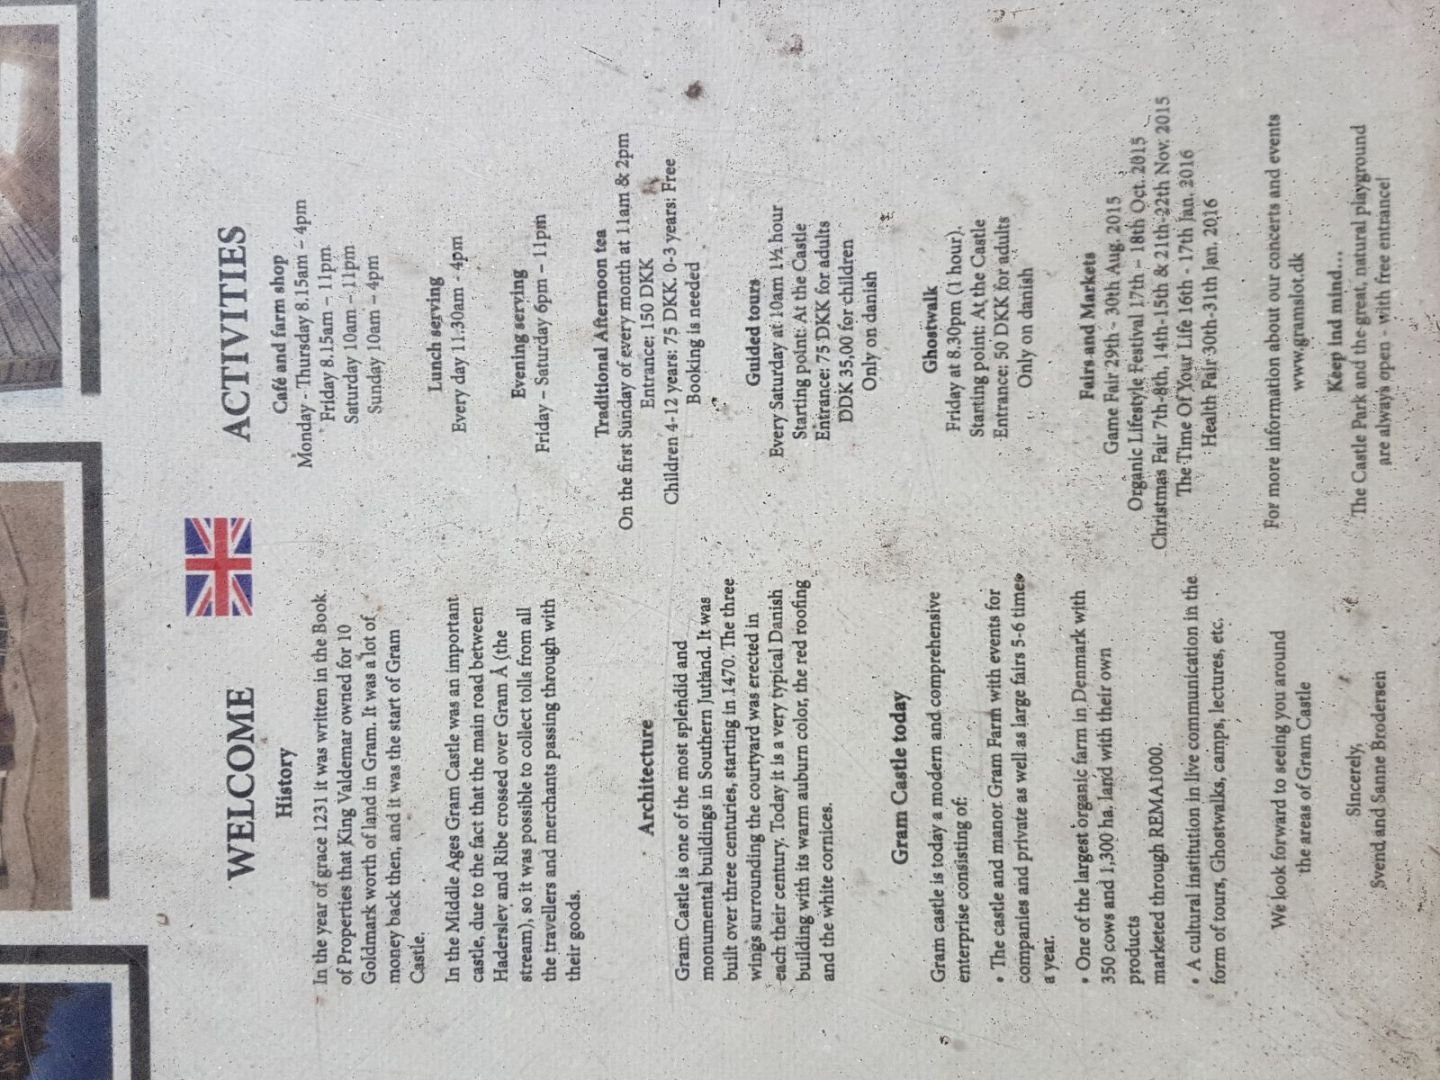 WELCOME
History
In the year of grace 1231 it was written in the Book
of Properties that King Valdemar owned for 10
Goldmark worth of land in Gram. It was a lot of
money back then, and it was the start of Gram
Castle.
In the Middle Ages Gram Castle was an important
castle, due to the fact that the main road between
Haderslev and Ribe crossed over Gram Å (the
stream), so it was possible to collect tolls from all
the travellers and merchants passing through with
their goods.
Architecture
Gram Castle is one of the most splendid and
monumental buildings in Southern Jutland. It was
built over three centuries, starting in 1470. The three
wings surrounding the courtyard was erected in
each their century. Today it is a very typical Danish
building with its warm auburn color, the red roofing
and the white cornices.
Gram Castle today
Gram castle is today a modern and comprehensive
enterprise consisting of:
• The castle and manor Gram Farm with events for
companies and private as well as large fairs 5-6 times
a year.
• One of the largest organic farm in Denmark with
350 cows and 1,300 ha. land with their own
products
marketed through REMA1000.
• A cultural institution in live communication in the
form of tours, Ghostwalks, camps, lectures, etc.
We look forward to seeing you around
the areas of Gram Castle
Sincerely,
Svend and Sanne Brodersen
ACTIVITIES
Café and farm shop
Monday - Thursday 8.15am – 4pm
Friday 8.15am – 11pm
Saturday 10am – 11pm
Sunday 10am – 4pm
Lunch serving
Every day 11.30am - 4pm
Evening serving
Friday – Saturday 6pm – 11pm
Traditional Afternoon tea
On the first Sunday of every month at 11am & 2pm
Entrance: 150 DKK
Children 4-12 years: 75 DKK. 0-3 years: Free
Booking is needed
Guided tours
Every Saturday at 10am 1½ hour
Starting point: At the Castle
Entrance: 75 DKK for adults
DDK 35,00 for children
Only on danish
Ghostwalk
Friday at 8.30pm (1 hour).
Starting point: At the Castle
Entrance: 50 DKK for adults
Only on danish
Fairs and Markets
Game Fair 29th - 30th Aug. 2015
Organic Lifestyle Festival 17th – 18th Oct. 2015
Christmas Fair 7th-8th, 14th-15th & 21th-22th Nov. 2015
The Time Of Your Life 16th - 17th Jan. 2016
Health Fair 30th-31th Jan. 2016
For more information about our concerts and events
www.gramslot.dk
Keep ind mind...
The Castle Park and the great, natural playground
are always open - with free entrance!